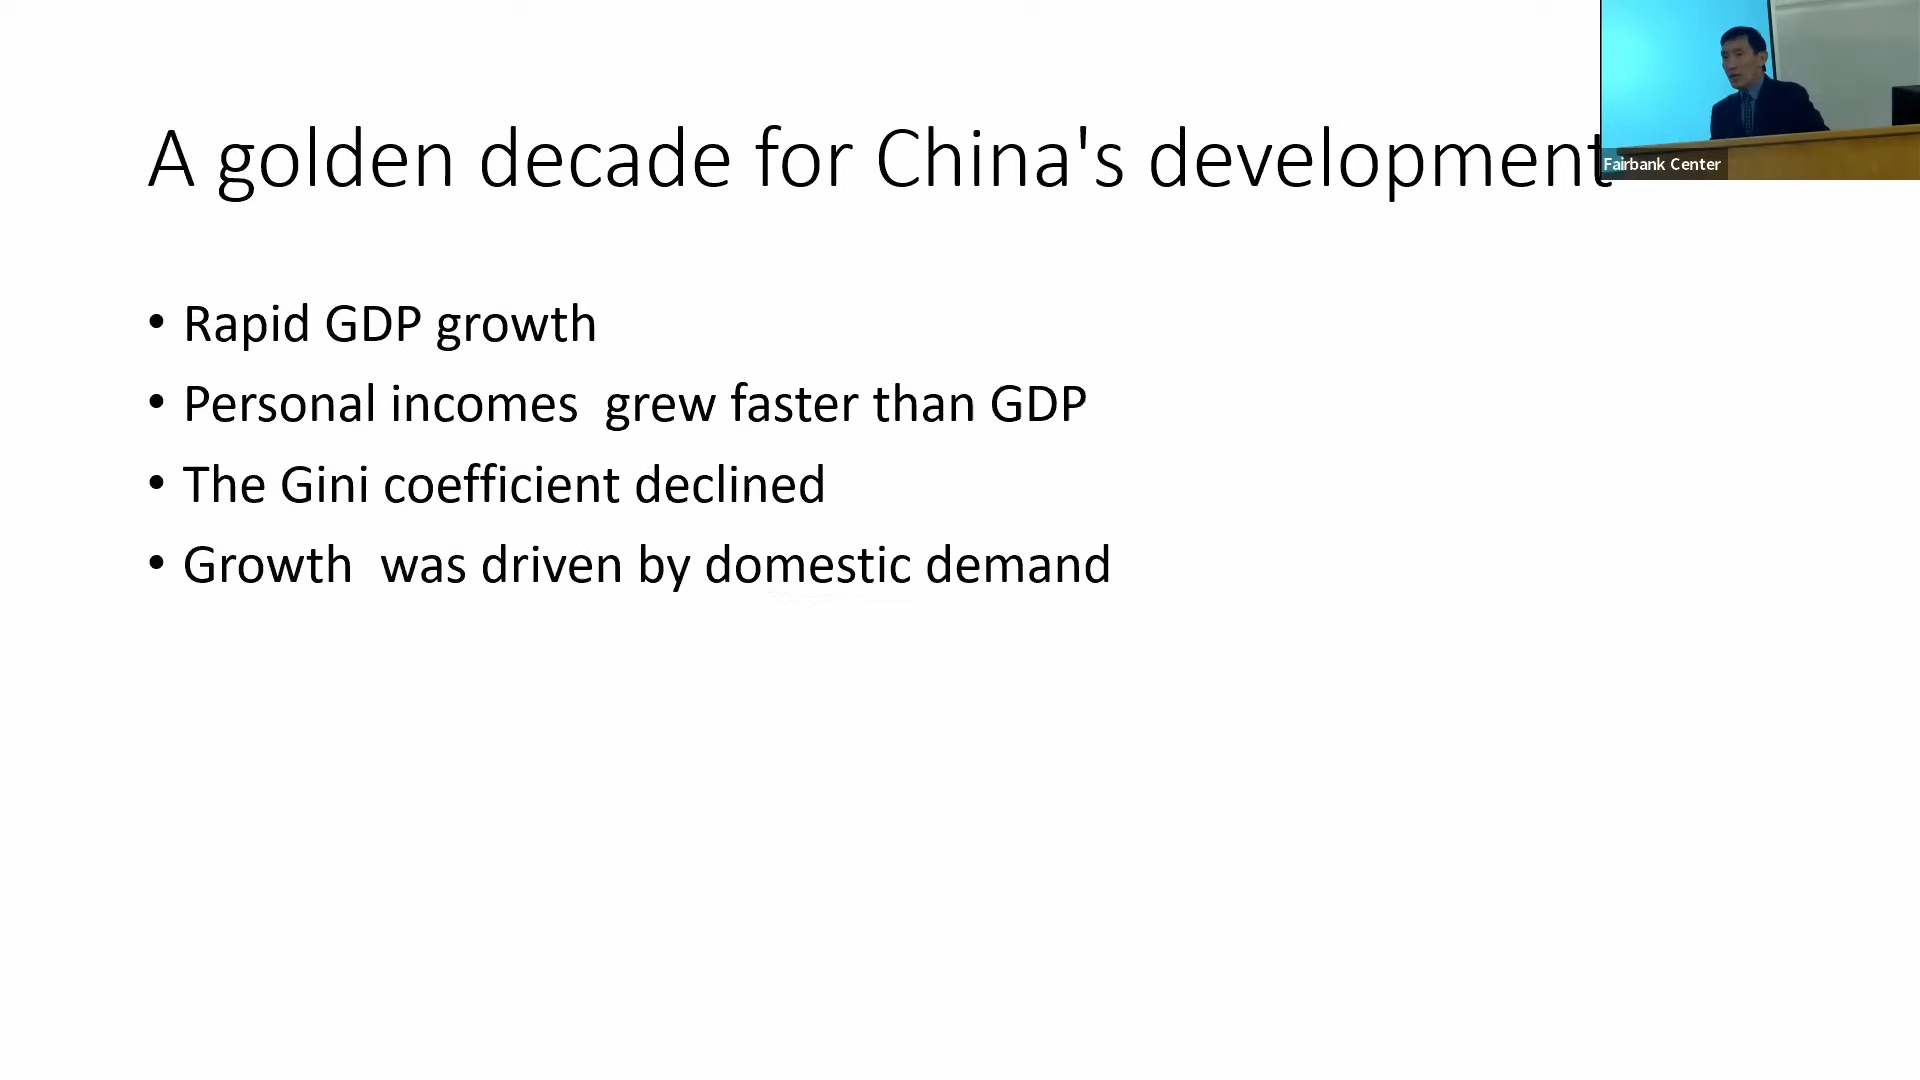 A golden decade for China's development
Fairbank Center
• Rapid GDP growth
• Personal incomes  grew faster than GDP
• The Gini coefficient declined
• Growth  was driven by domestic demand